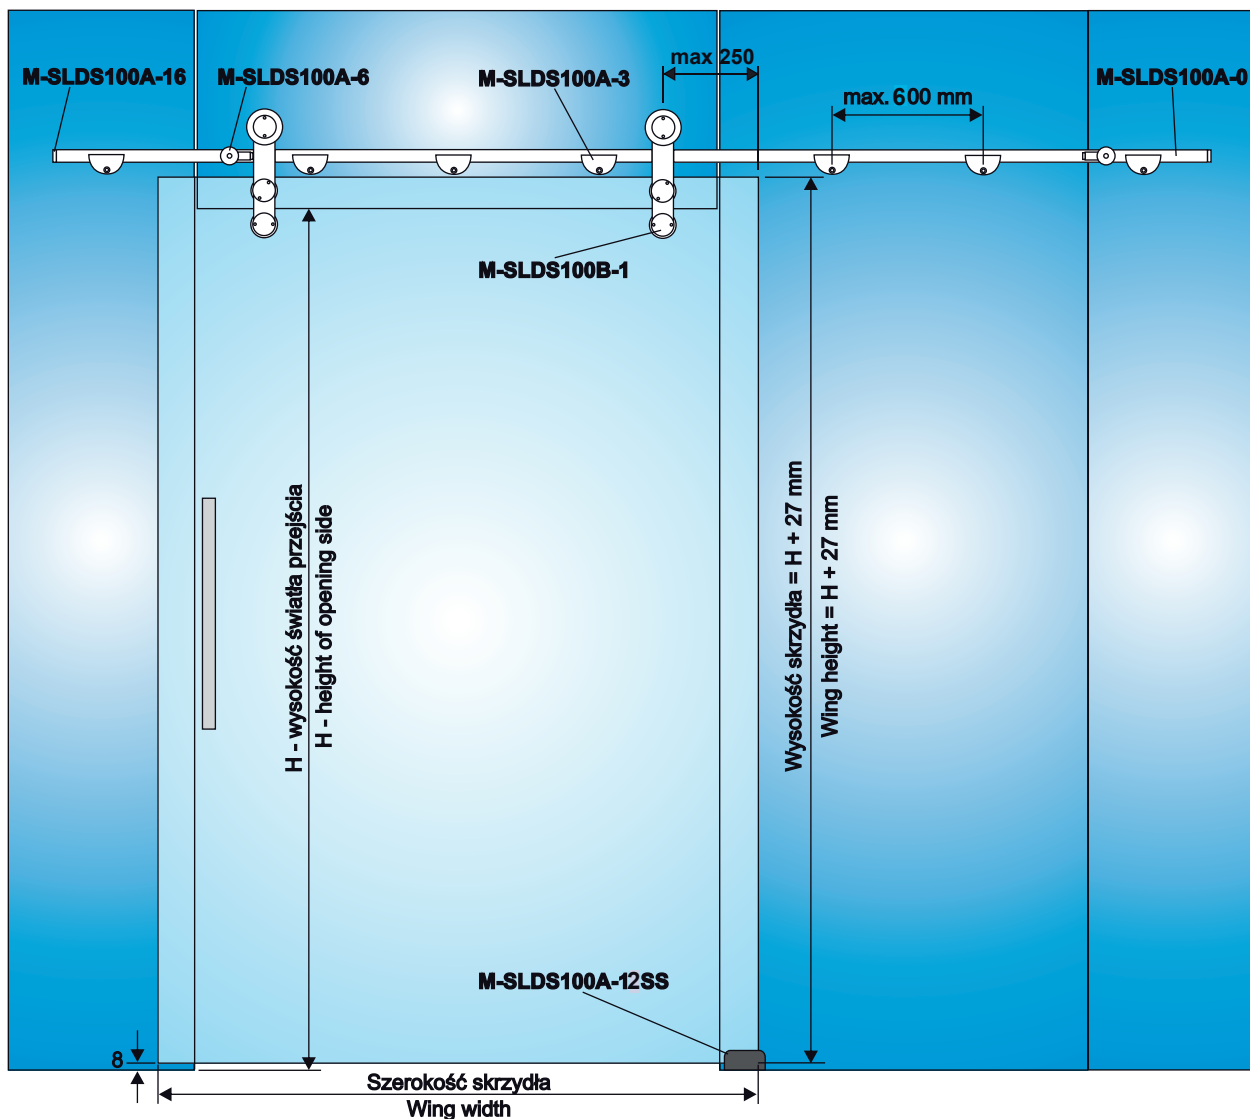 max 250
M-SLDS100A-16
M-SLDS100A-6
M-SLDS100A-3
max. 600 mm
M-SLDS100A-0
M-SLDS100B-1
H - wysokość światła przejścia
H - height of opening side
Wysokość skrzydła = H + 27 mm
Wing height = H + 27 mm
M-SLDS100A-12SS
8
Szerokość skrzydła
Wing width